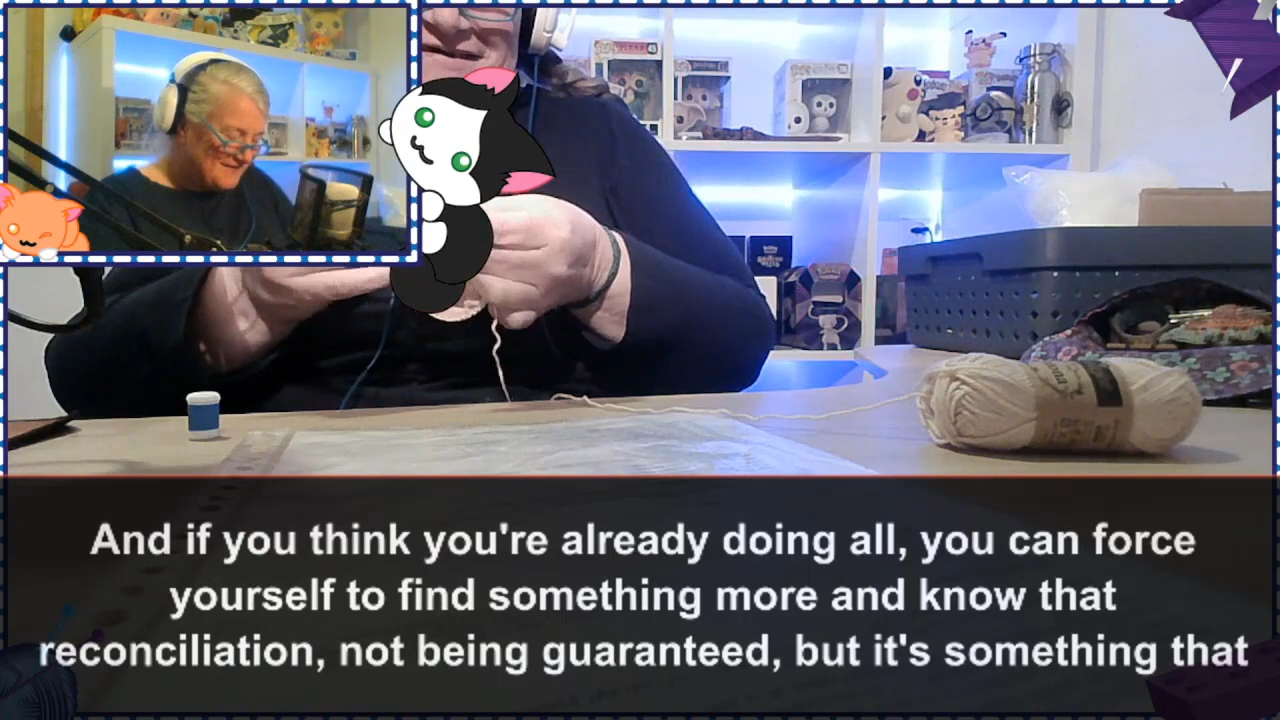 And if you think you're already doing all, you can force
yourself to find something more and know that
reconciliation, not being guaranteed, but it's something that